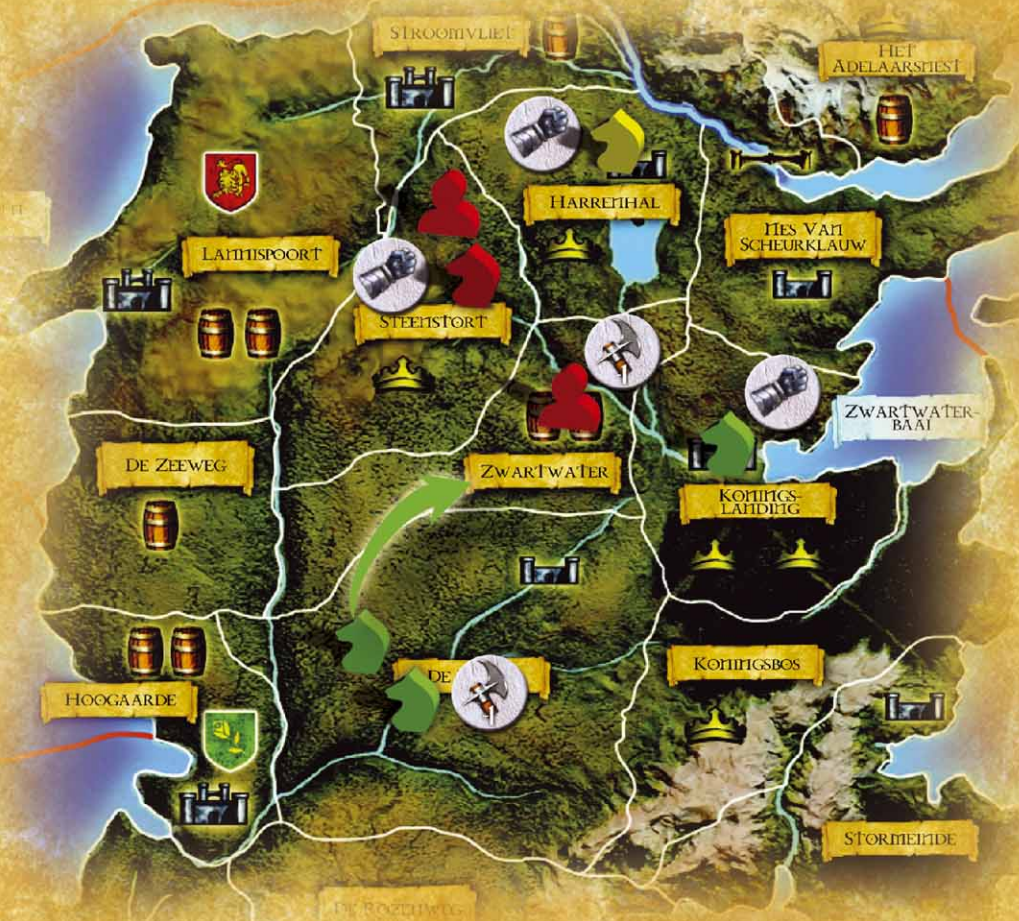 STROOMVLIET
HET
ADELAARSNEST
HARRENHAL
NES VAN
SCHEURKLAUW
LANNISPOORT
STEENSTORT
ZWARTWATER-
BAAI
DE ZEEWEG
ZWARTWATER
KONINGS-
LANDING
DE
KONINGSBOS
HOOGAARDE
STORMEINDE
DE ROZENWEG